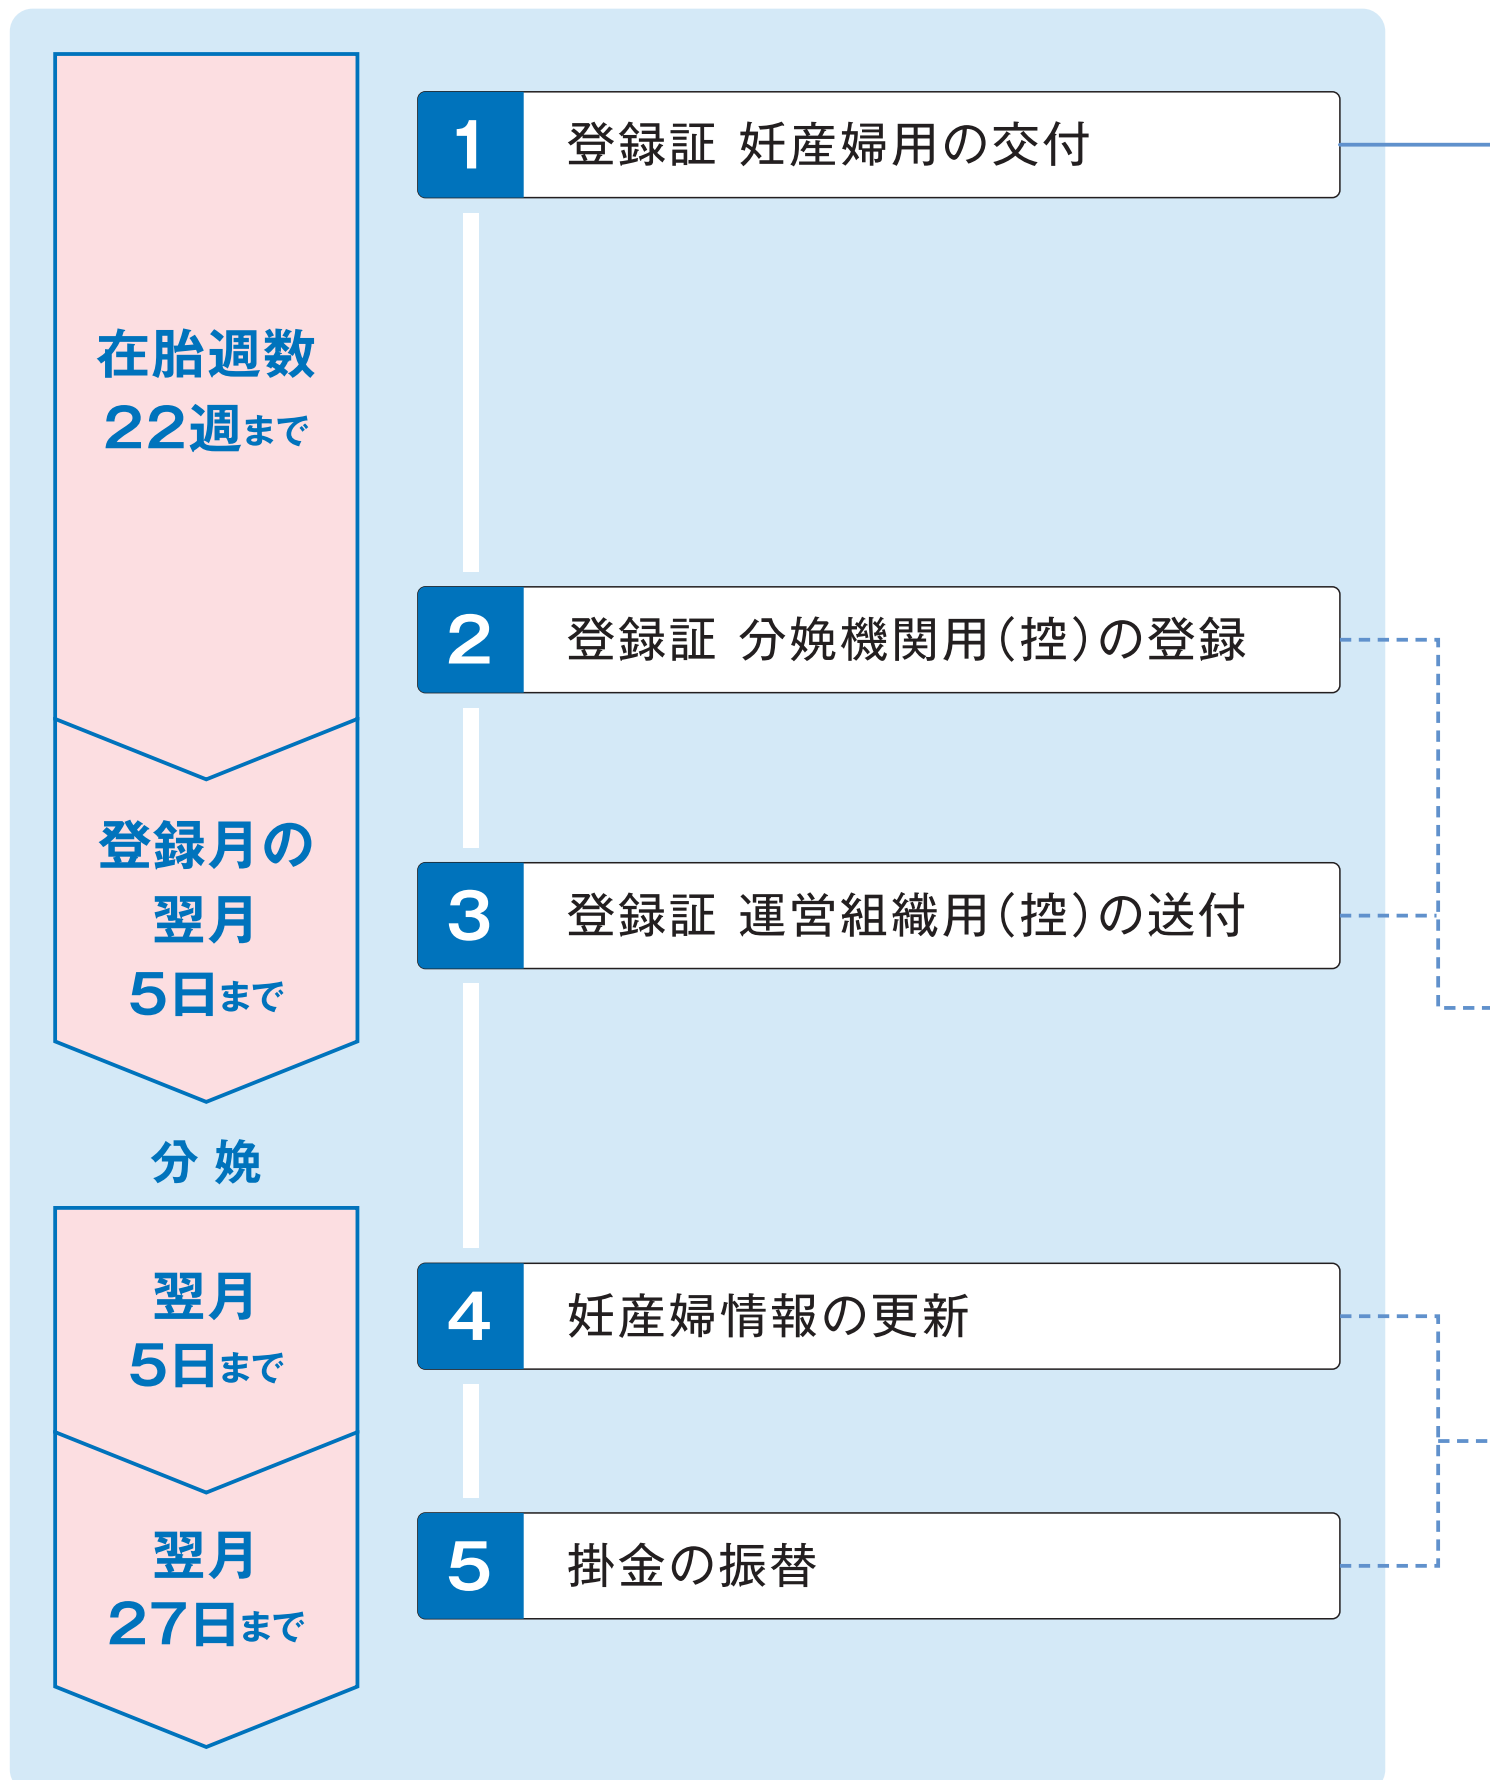 在胎週数
22週まで
登録月の
翌月
5日まで
分娩
翌月
5日まで
翌月
27日まで
1 登録証 妊産婦用の交付
2 登録証 分娩機関用(控)の登録
3 登録証 運営組織用(控)の送付
4 妊産婦情報の更新
5 掛金の振替